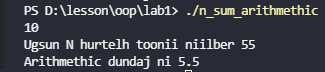 PS D:\lesson\oop\lab1> ./n_sum_arithmethic
10
Ugsun N hurtelh toonii niilber 55
Arithmethic dundaj ni 5.5